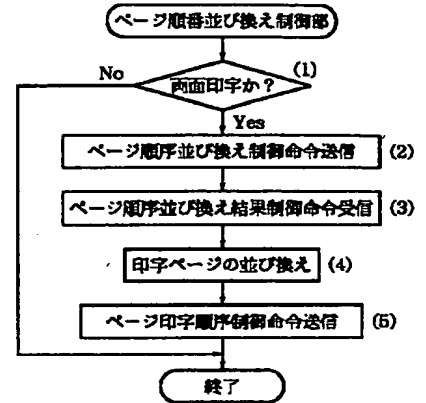 ページ順番並び換え制御部
No
両面印字か？
(1)
Yes
ページ順序並び換え制御命令送信
(2)
ページ順序並び換え結果制御命令受信
(3)
印字ページの並び換え
(4)
ページ印字順序制御命令送信
(5)
終了